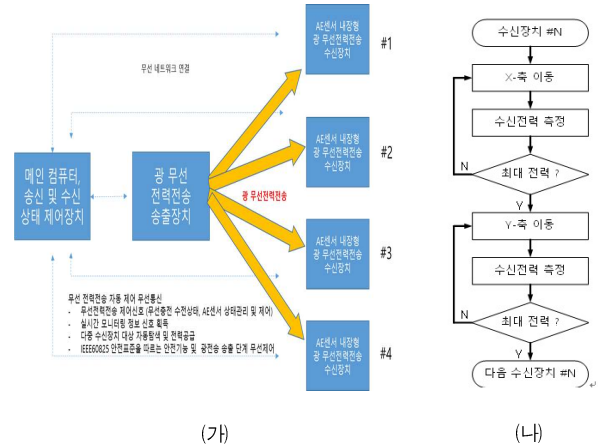 AE센서 내장형
광 무선전력전송
수신장치
#1
무선 네트워크 연결
AE센서 내장형
광 무선전력전송
수신장치
#2
메인 컴퓨터,
송신 및 수신
상태 제어장치
광 무선
전력전송
송출장치
광 무선전력전송
AE센서 내장형
광 무선전력전송
수신장치
#3
무선 전력전송 자동 제어 무선통신
- 무선전력전송 제어신호 (무선충전 수전상태, AE센서 상태관리 및 제어)
- 실시간 모니터링 정보 신호 획득
- 다중 수신장치 대상 자동탐색 및 전력공급
- IEEE60825 안전표준을 따르는 안전기능 및 광전송 송출 단계 무선제어
AE센서 내장형
광 무선전력전송
수신장치
#4
(가)
수신장치 #N
X-축 이동
수신전력 측정
최대 전력 ?
N
Y
Y-축 이동
수신전력 측정
최대 전력 ?
N
Y
다음 수신장치 #N
(나)